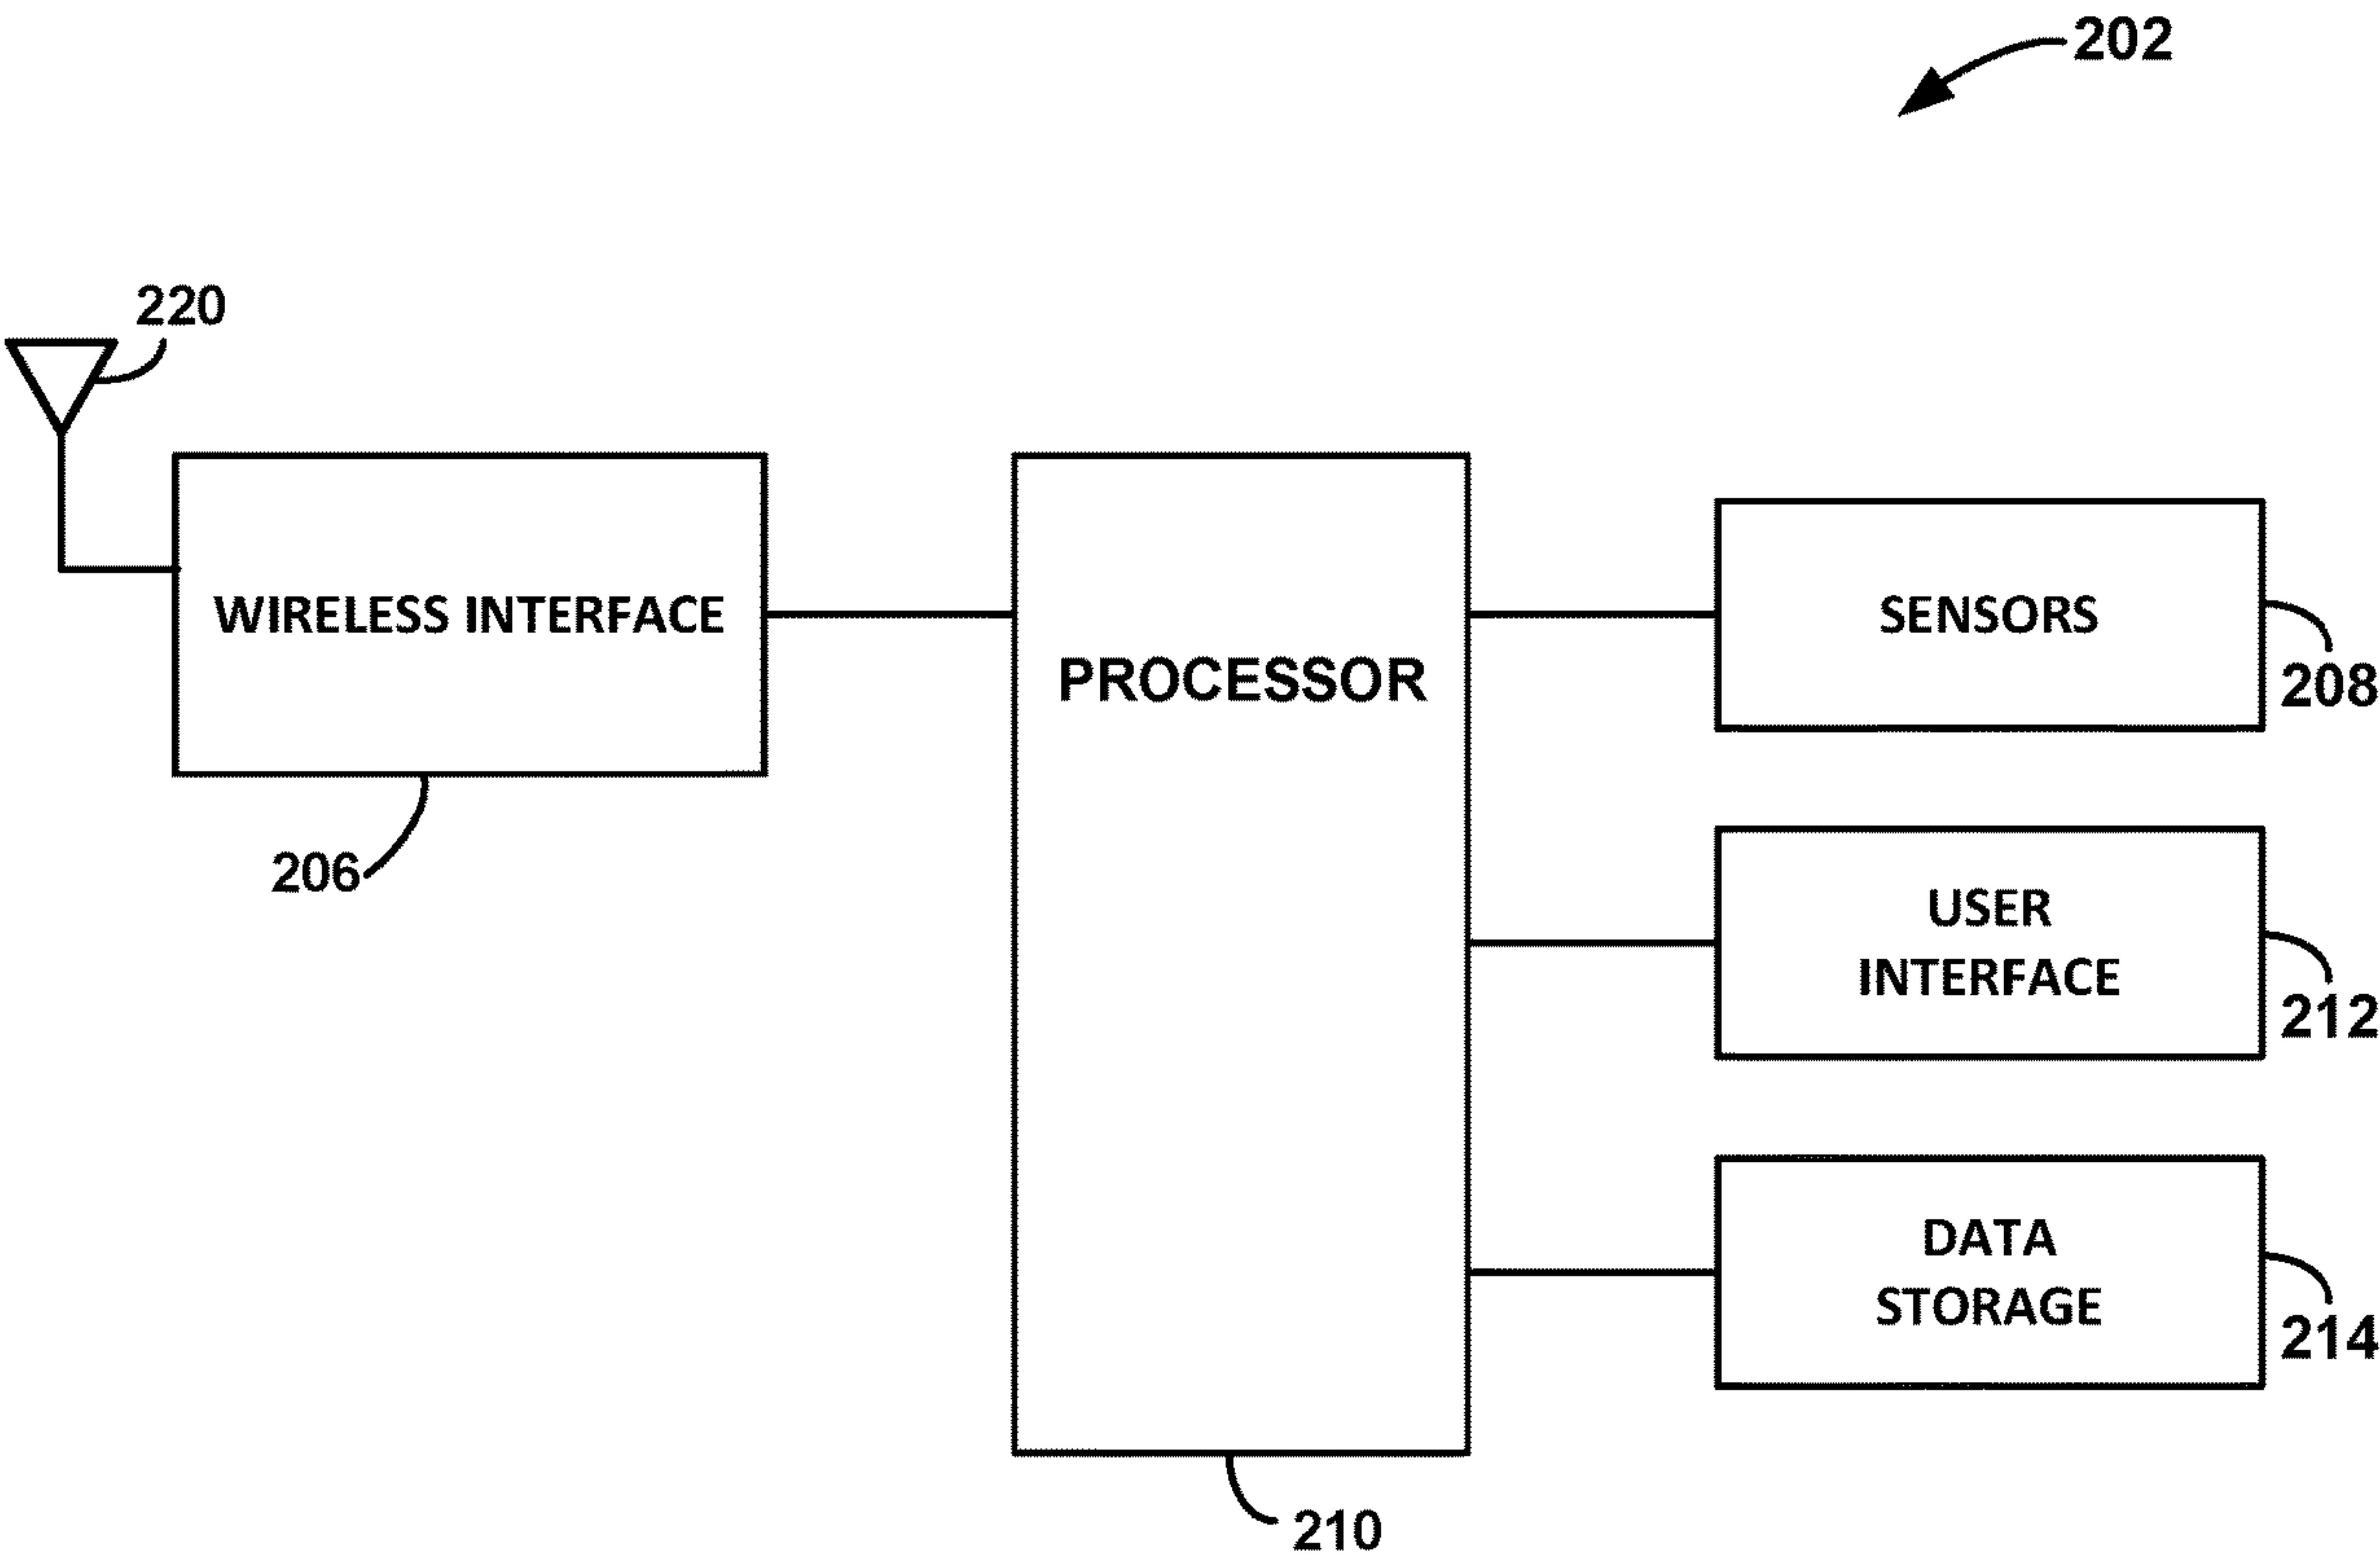 202
220
WIRELESS INTERFACE
206
PROCESSOR
210
SENSORS
208
USER
INTERFACE
212
DATA
STORAGE
214